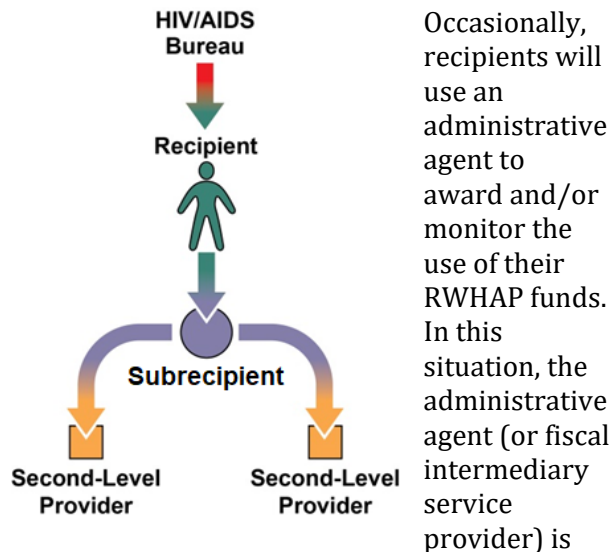 HIV/AIDS
Bureau
Recipient
Subrecipient
Second-Level
Provider
Second-Level
Provider
Occasionally,
recipients will
use an
administrative
agent to
award and/or
monitor the
use of their
RWHAP funds.
In this
situation, the
administrative
agent (or fiscal
intermediary
service
provider) is